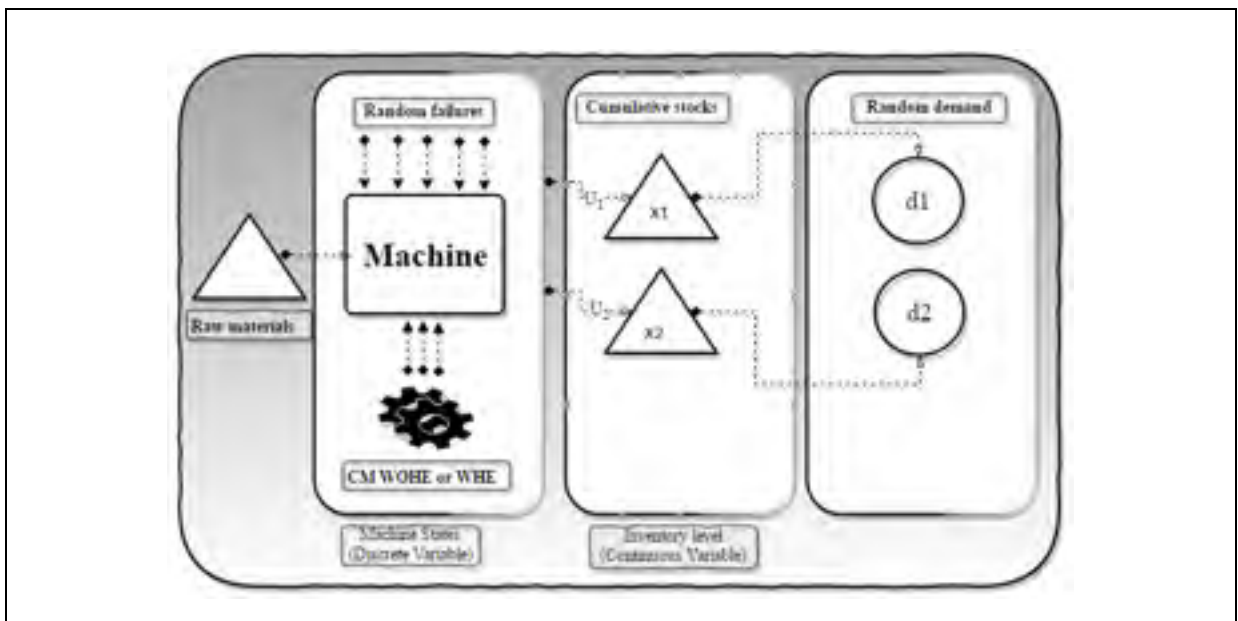 Random failures
Cumulative stocks
Random demand
U1
x1
d1
Machine
U2
x2
d2
Raw materials
CM WOHE or WHE
Machine States
(Discrete Variable)
Inventory level
(Continuous Variable)